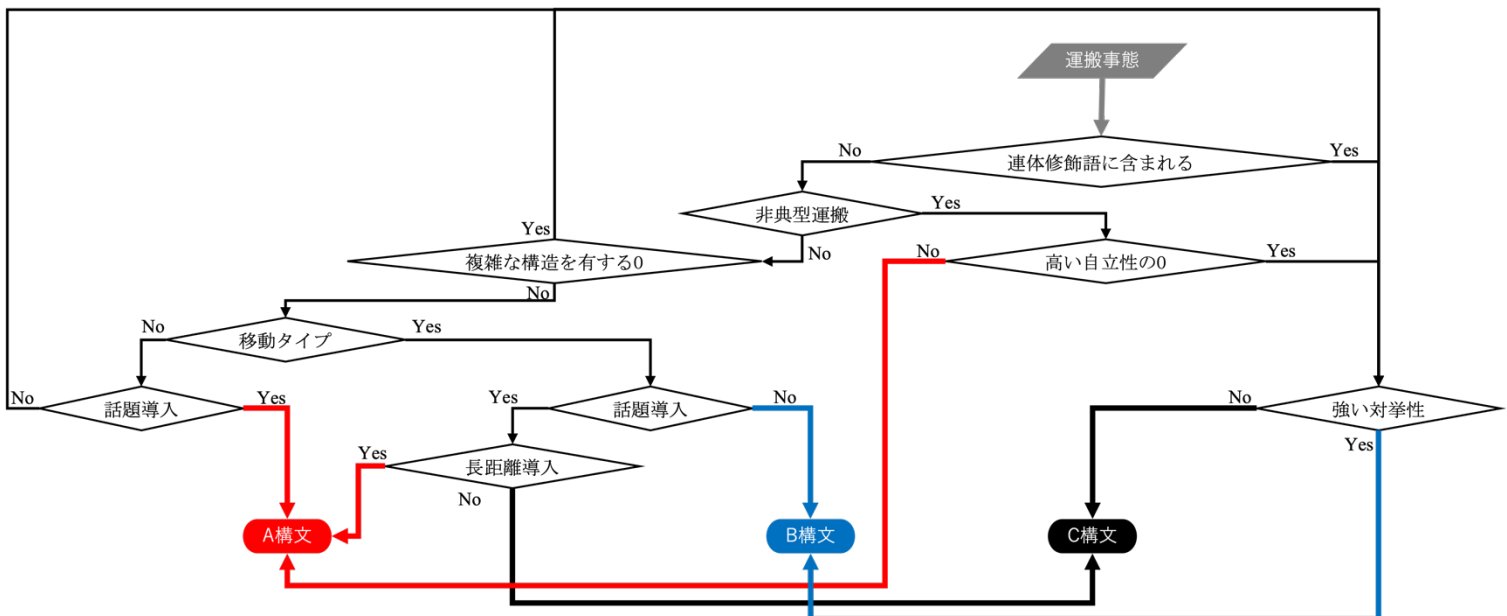 運搬事態
No
連体修飾語に含まれる
Yes
非典型運搬
Yes
Yes
No
No
複雑な構造を有する0
高い自立性の0
Yes
No
No
移動タイプ
Yes
No
話題導入
Yes
Yes
話題導入
No
No
強い対挙性
Yes
Yes
長距離導入
No
A構文
B構文
C構文